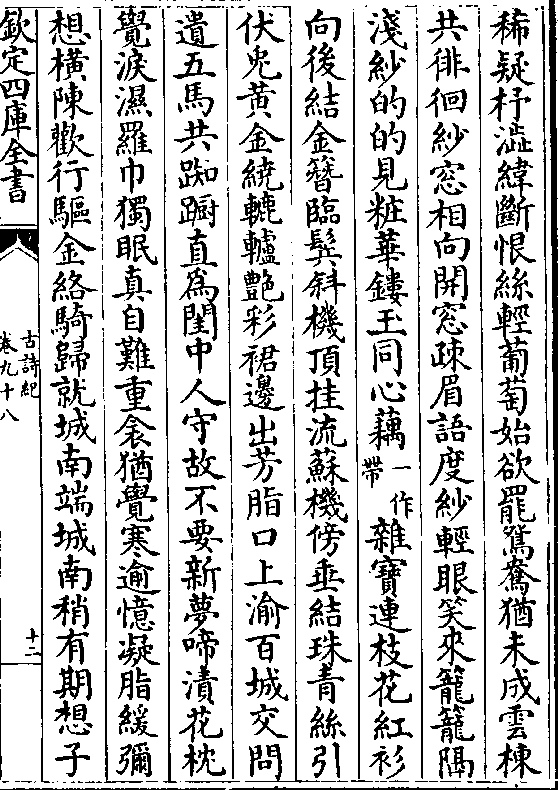 稀疑杼澁緯斷恨絲輕葡萄始欲罷鴛鴦猶未成雲棟
共徘徊紗窓相向開窓疎眉語度紗輕眼笑來籠籠隔
淺紗的的見粧華鏤玉同心藕一作帶雜寶連枝花紅衫
向後結金簪臨鬂斜機頂挂流蘇機傍垂結珠青絲引
伏兎黄金繞轆轤艶彩裙邊出芳脂口上渝百城交問
遺五馬共踟蹰直為閨中人守故不要新夢啼漬花枕
覺淚濕羅巾獨眠真自難重衾猶覺寒逾憶凝脂緩彌
想橫陳歡行驅金絡騎歸就城南端城南稍有期想子
欽定四庫全書
古詩紀
卷九十八
十二